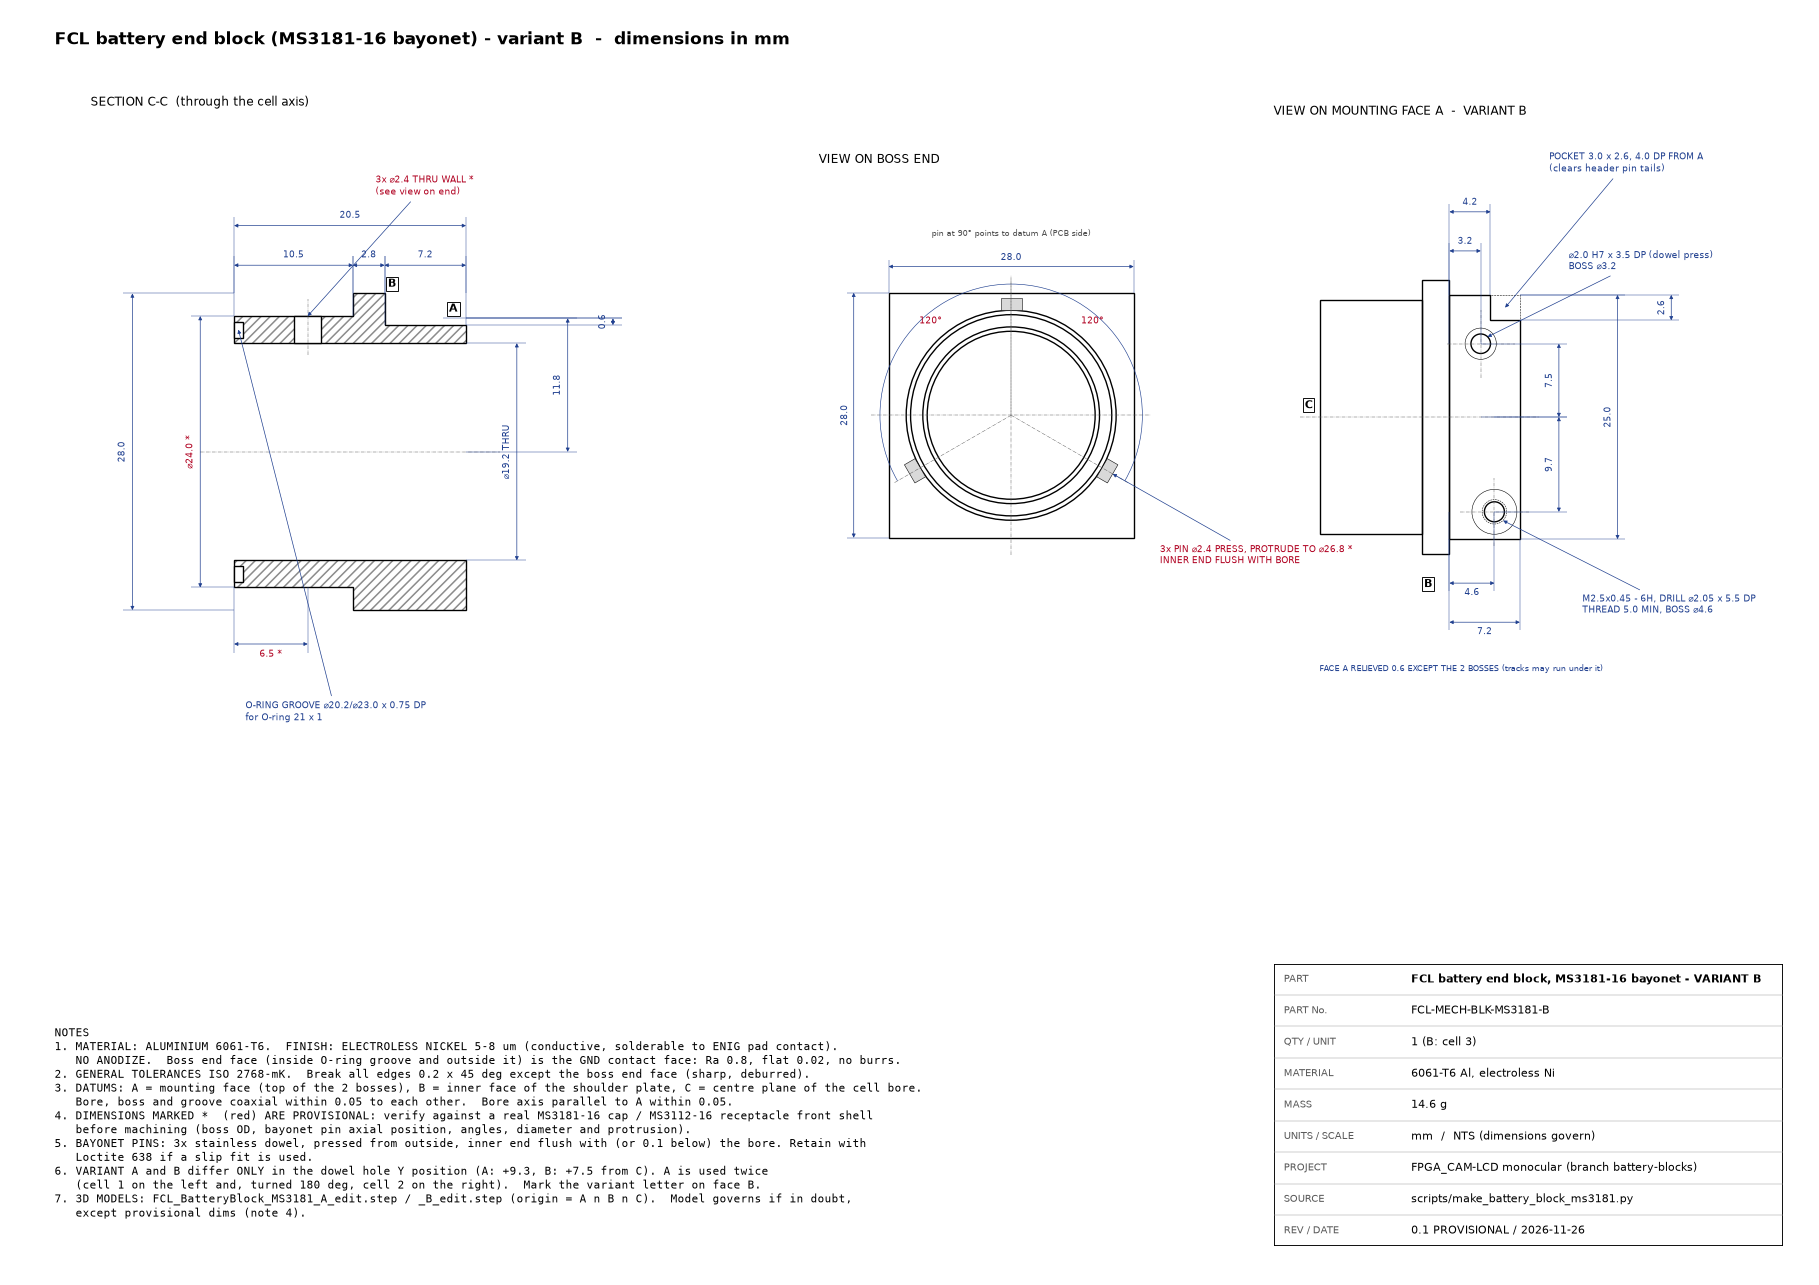 FCL battery end block (MS3181-16 bayonet) - variant B  -  dimensions in mm
SECTION C-C  (through the cell axis)
3x ⌀2.4 THRU WALL *
(see view on end)
20.5
10.5
2.8
7.2
B
A
0.6
11.8
28.0
⌀24.0 *
⌀19.2 THRU
6.5 *
O-RING GROOVE ⌀20.2/⌀23.0 x 0.75 DP
for O-ring 21 x 1
VIEW ON BOSS END
pin at 90° points to datum A (PCB side)
28.0
120°
120°
28.0
3x PIN ⌀2.4 PRESS, PROTRUDE TO ⌀26.8 *
INNER END FLUSH WITH BORE
VIEW ON MOUNTING FACE A  -  VARIANT B
POCKET 3.0 x 2.6, 4.0 DP FROM A
(clears header pin tails)
4.2
3.2
⌀2.0 H7 x 3.5 DP (dowel press)
BOSS ⌀3.2
2.6
7.5
C
25.0
9.7
B
4.6
M2.5x0.45 - 6H, DRILL ⌀2.05 x 5.5 DP
THREAD 5.0 MIN, BOSS ⌀4.6
7.2
FACE A RELIEVED 0.6 EXCEPT THE 2 BOSSES (tracks may run under it)
NOTES
1. MATERIAL: ALUMINIUM 6061-T6.  FINISH: ELECTROLESS NICKEL 5-8 um (conductive, solderable to ENIG pad contact).
NO ANODIZE.  Boss end face (inside O-ring groove and outside it) is the GND contact face: Ra 0.8, flat 0.02, no burrs.
2. GENERAL TOLERANCES ISO 2768-mK.  Break all edges 0.2 x 45 deg except the boss end face (sharp, deburred).
3. DATUMS: A = mounting face (top of the 2 bosses), B = inner face of the shoulder plate, C = centre plane of the cell bore.
Bore, boss and groove coaxial within 0.05 to each other.  Bore axis parallel to A within 0.05.
4. DIMENSIONS MARKED *  (red) ARE PROVISIONAL: verify against a real MS3181-16 cap / MS3112-16 receptacle front shell
before machining (boss OD, bayonet pin axial position, angles, diameter and protrusion).
5. BAYONET PINS: 3x stainless dowel, pressed from outside, inner end flush with (or 0.1 below) the bore. Retain with
Loctite 638 if a slip fit is used.
6. VARIANT A and B differ ONLY in the dowel hole Y position (A: +9.3, B: +7.5 from C). A is used twice
(cell 1 on the left and, turned 180 deg, cell 2 on the right).  Mark the variant letter on face B.
7. 3D MODELS: FCL_BatteryBlock_MS3181_A_edit.step / _B_edit.step (origin = A n B n C).  Model governs if in doubt,
except provisional dims (note 4).
PART FCL battery end block, MS3181-16 bayonet - VARIANT B
PART No. FCL-MECH-BLK-MS3181-B
QTY / UNIT 1 (B: cell 3)
MATERIAL 6061-T6 Al, electroless Ni
MASS 14.6 g
UNITS / SCALE mm  /  NTS (dimensions govern)
PROJECT FPGA_CAM-LCD monocular (branch battery-blocks)
SOURCE scripts/make_battery_block_ms3181.py
REV / DATE 0.1 PROVISIONAL / 2026-11-26